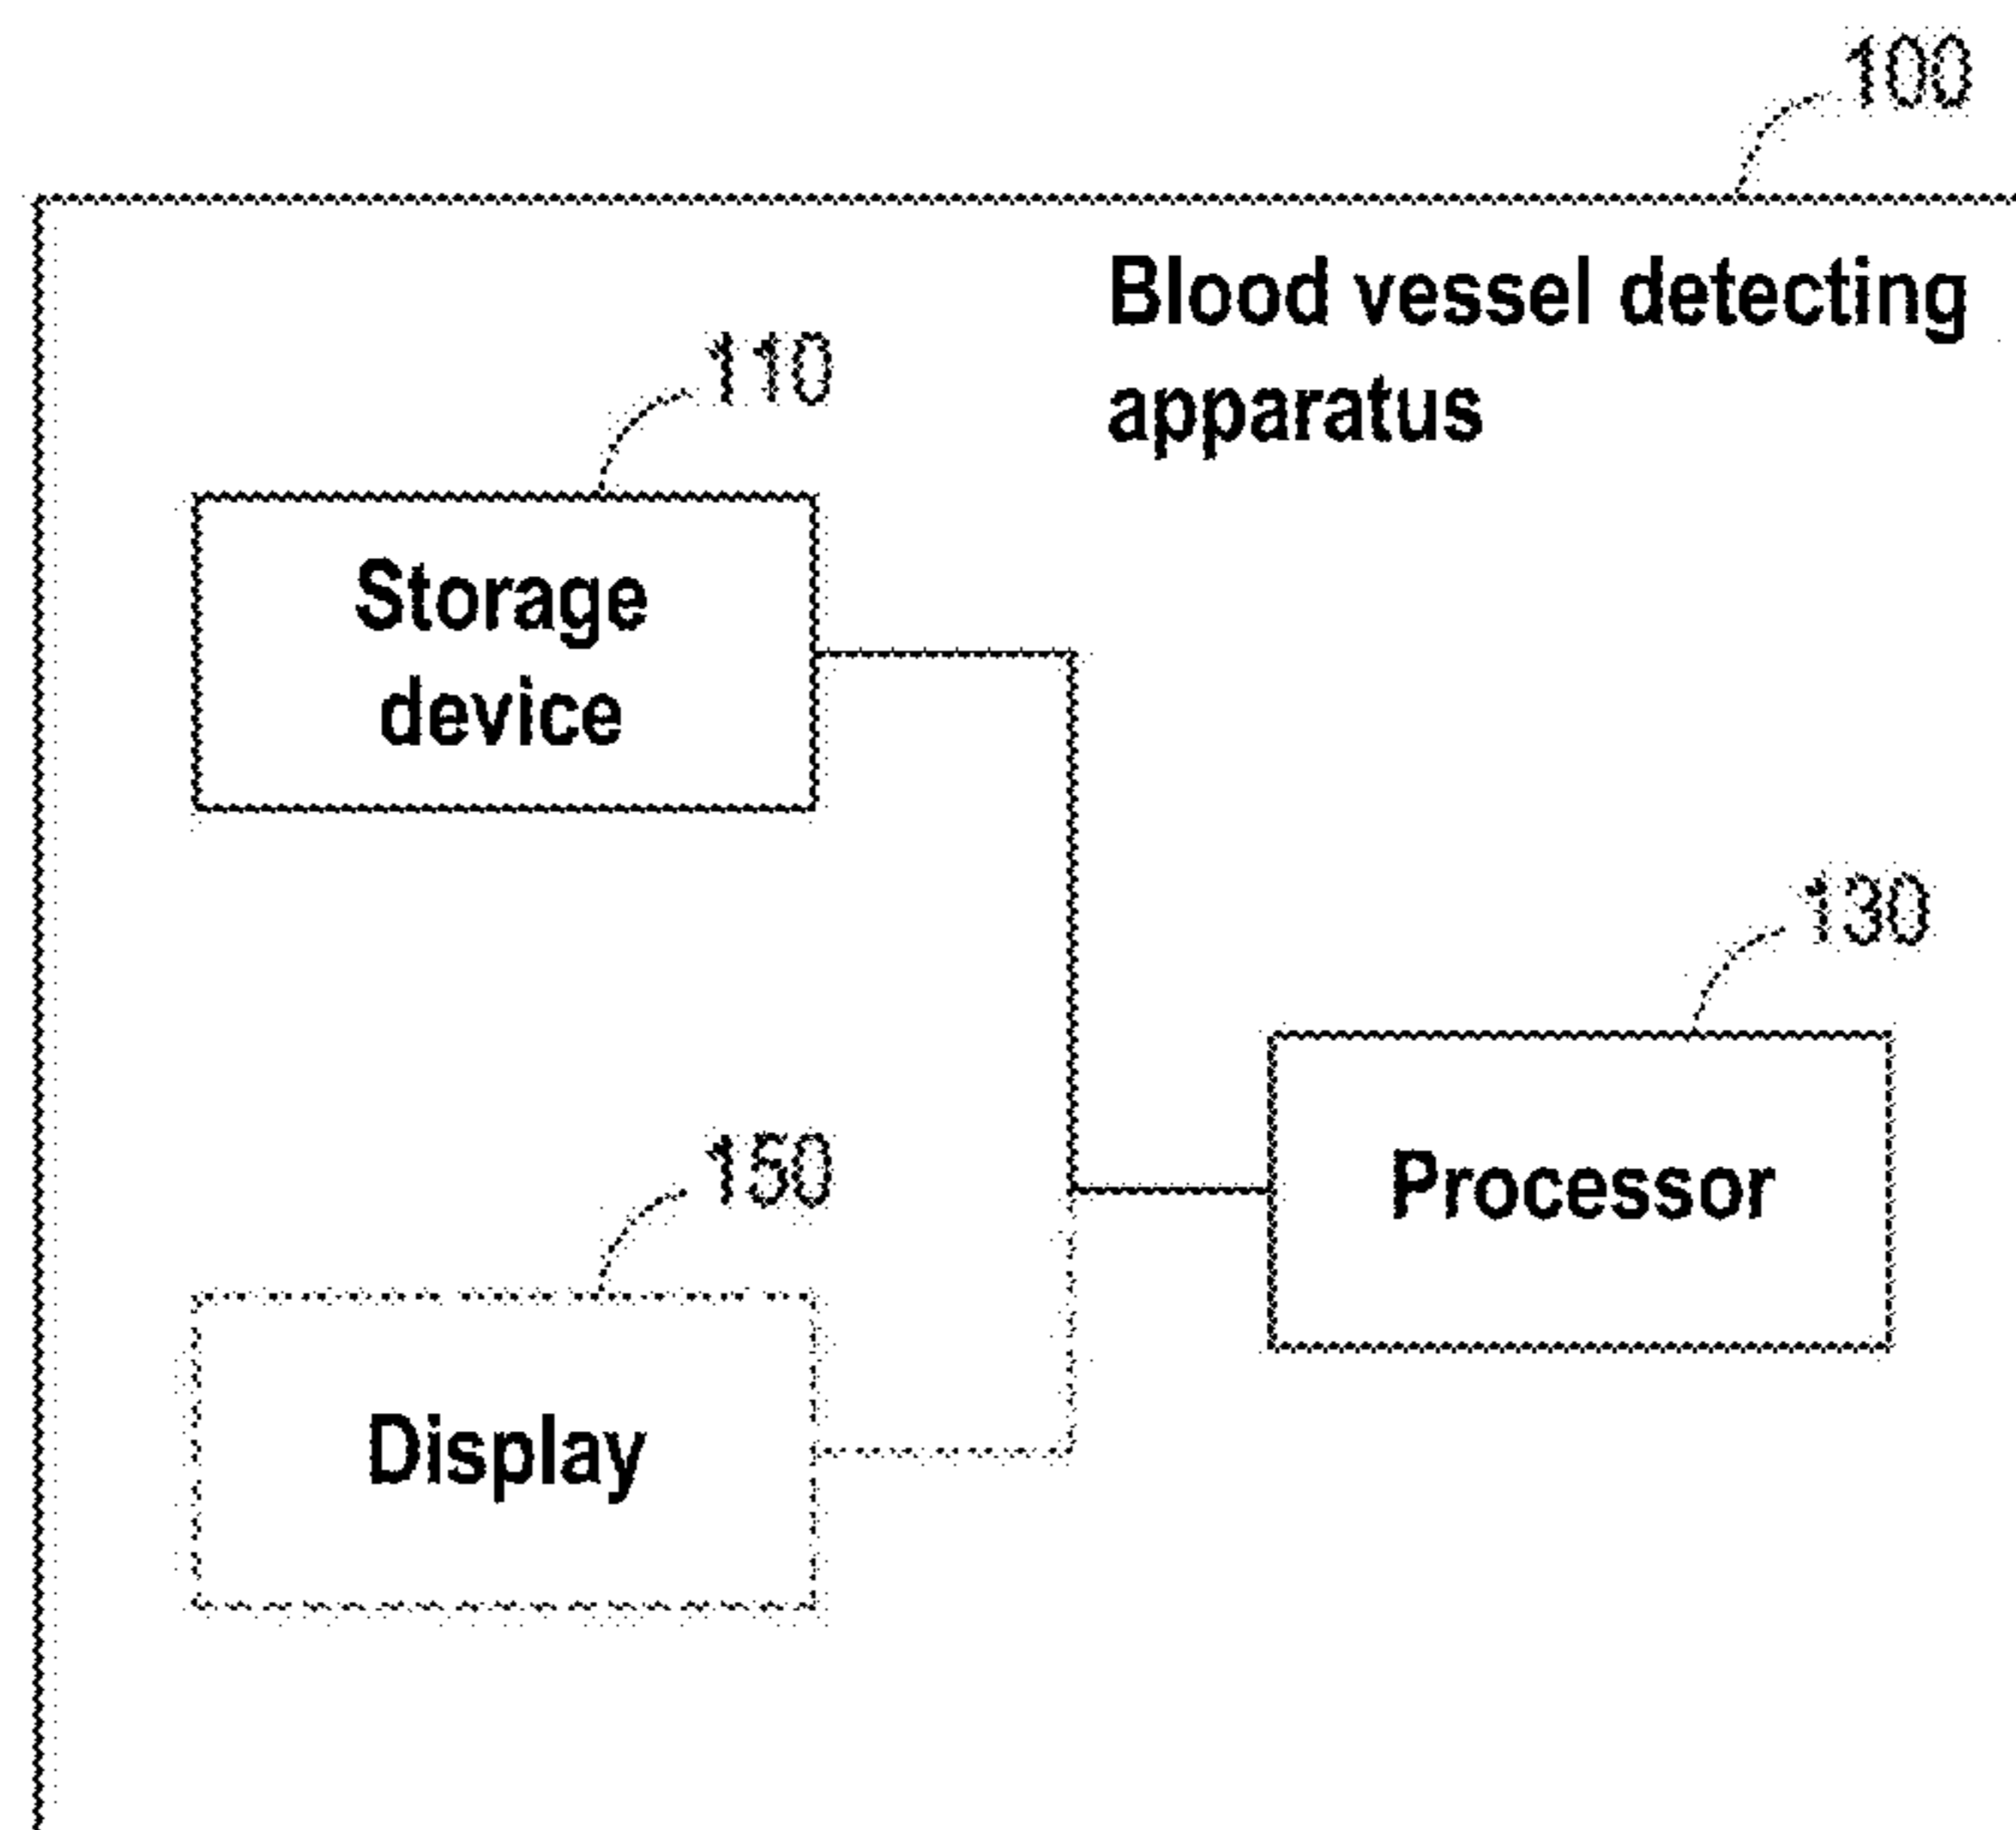 100
Blood vessel detecting
apparatus
110
Storage
device
130
Processor
150
Display